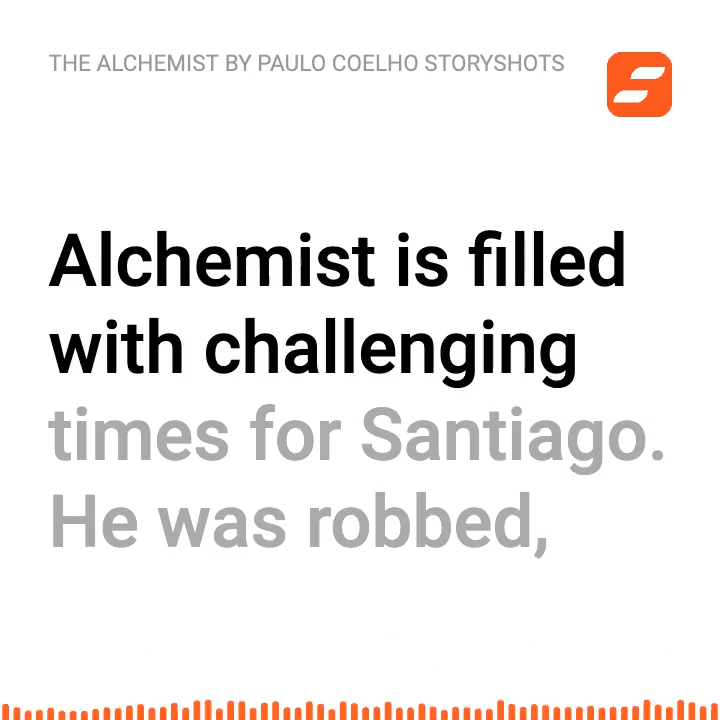 THE ALCHEMIST BY PAULO COELHO STORYSHOTS
Alchemist is filled
with challenging
times for Santiago.
He was robbed,